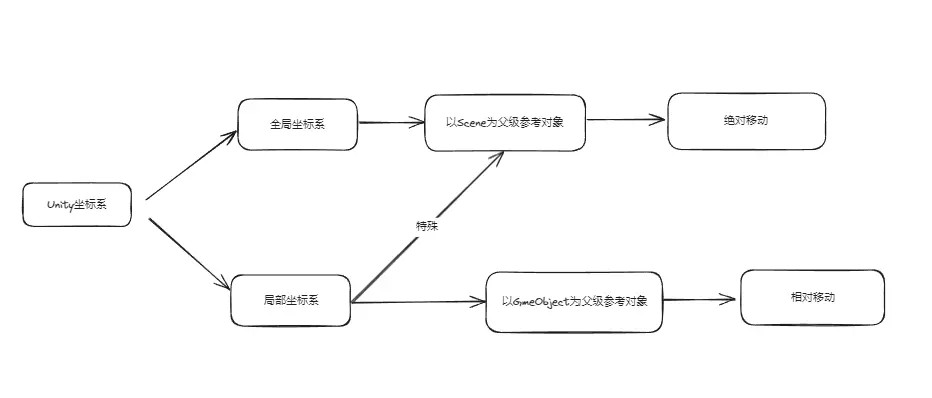 全局坐标系
以Scene为父级参考对象
绝对移动
Unity坐标系
特殊
局部坐标系
以GmeObject为父级参考对象
相对移动